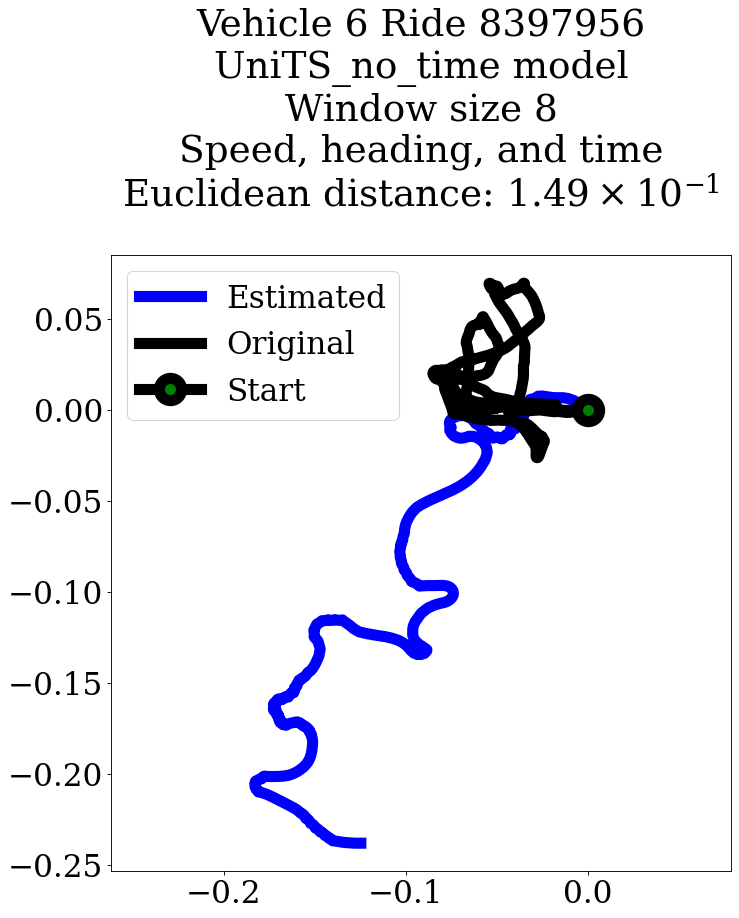 Vehicle 6 Ride 8397956
UniTS_no_time model
Window size 8
Speed, heading, and time
Euclidean distance: 1.49 × 10⁻¹
Estimated
Original
Start
0.05
0.00
−0.05
−0.10
−0.15
−0.20
−0.25
−0.2 −0.1 0.0